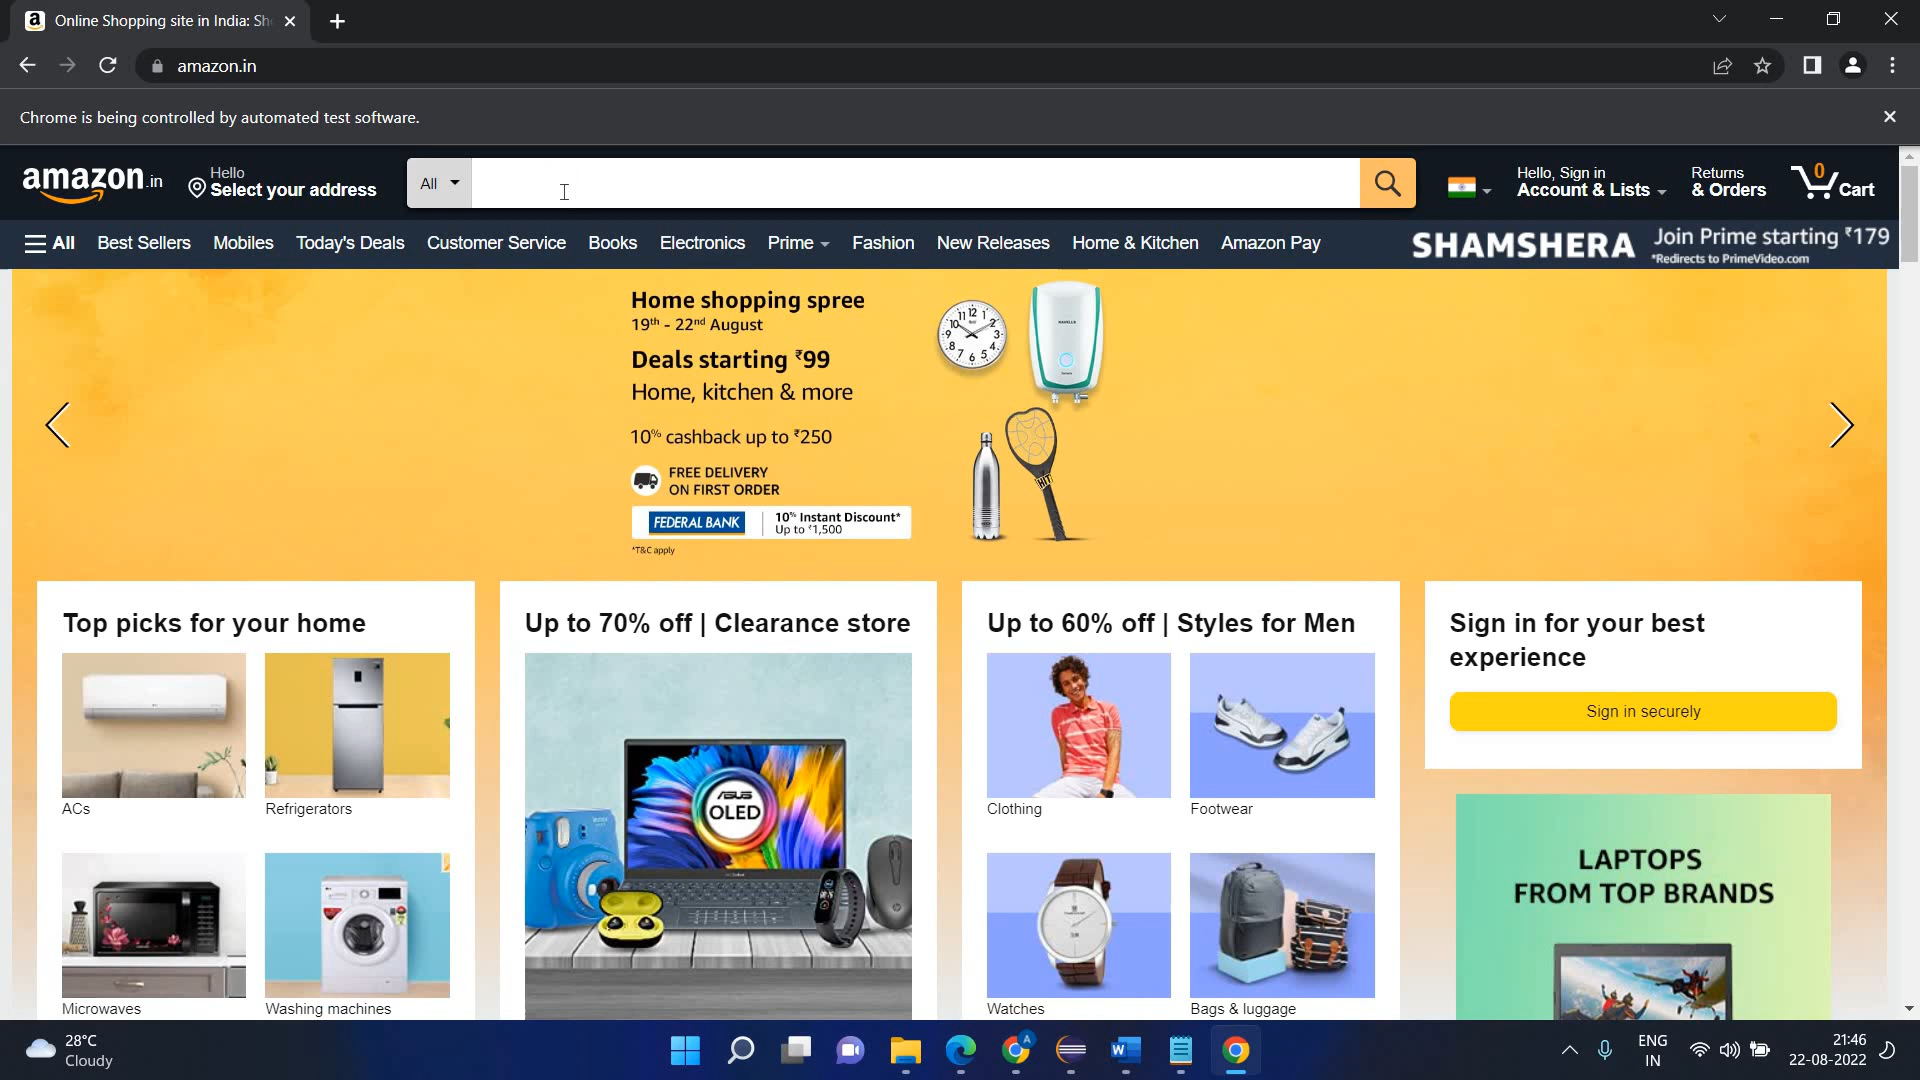 Online Shopping site in India: Sh
amazon.in
Chrome is being controlled by automated test software.
amazon.in
Hello
Select your address
All
Hello, Sign in
Account & Lists
Returns
& Orders
0
Cart
All Best Sellers Mobiles Today's Deals Customer Service Books Electronics Prime Fashion New Releases Home & Kitchen Amazon Pay
SHAMSHERA
Join Prime starting ₹179
*Redirects to PrimeVideo.com
Home shopping spree
19th - 22nd August
Deals starting ₹99
Home, kitchen & more
10% cashback up to ₹250
FREE DELIVERY
ON FIRST ORDER
FEDERAL BANK
10% Instant Discount*
Up to ₹1,500
*T&C apply
HAVELLS
HIT
Top picks for your home
ACs
Refrigerators
Microwaves
Washing machines
Up to 70% off | Clearance store
ASUS
OLED
Up to 60% off | Styles for Men
Clothing
Footwear
Watches
Bags & luggage
Sign in for your best
experience
Sign in securely
LAPTOPS
FROM TOP BRANDS
28°C
Cloudy
ENG
IN
21:46
22-08-2022